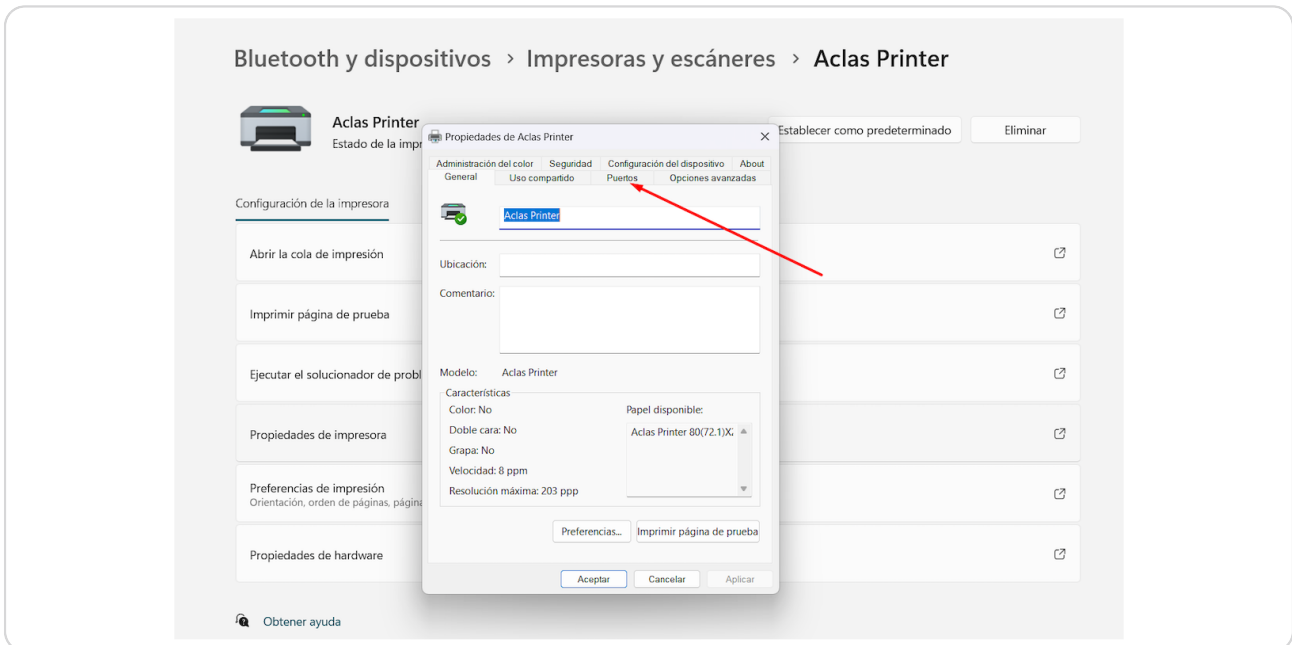 Bluetooth y dispositivos > Impresoras y escáneres > Aclas Printer
Aclas Printer
Estado de la impr
Establecer como predeterminado
Eliminar
Configuración de la impresora
Abrir la cola de impresión
Imprimir página de prueba
Ejecutar el solucionador de probl
Propiedades de impresora
Preferencias de impresión
Orientación, orden de páginas, página
Propiedades de hardware
Obtener ayuda
Propiedades de Aclas Printer
Administración del color Seguridad Configuración del dispositivo About
General Uso compartido Puertos Opciones avanzadas
Aclas Printer
Ubicación:
Comentario:
Modelo: Aclas Printer
Características
Color: No
Doble cara: No
Grapa: No
Velocidad: 8 ppm
Resolución máxima: 203 ppp
Papel disponible:
Aclas Printer 80(72.1)X
Preferencias...
Imprimir página de prueba
Aceptar Cancelar Aplicar